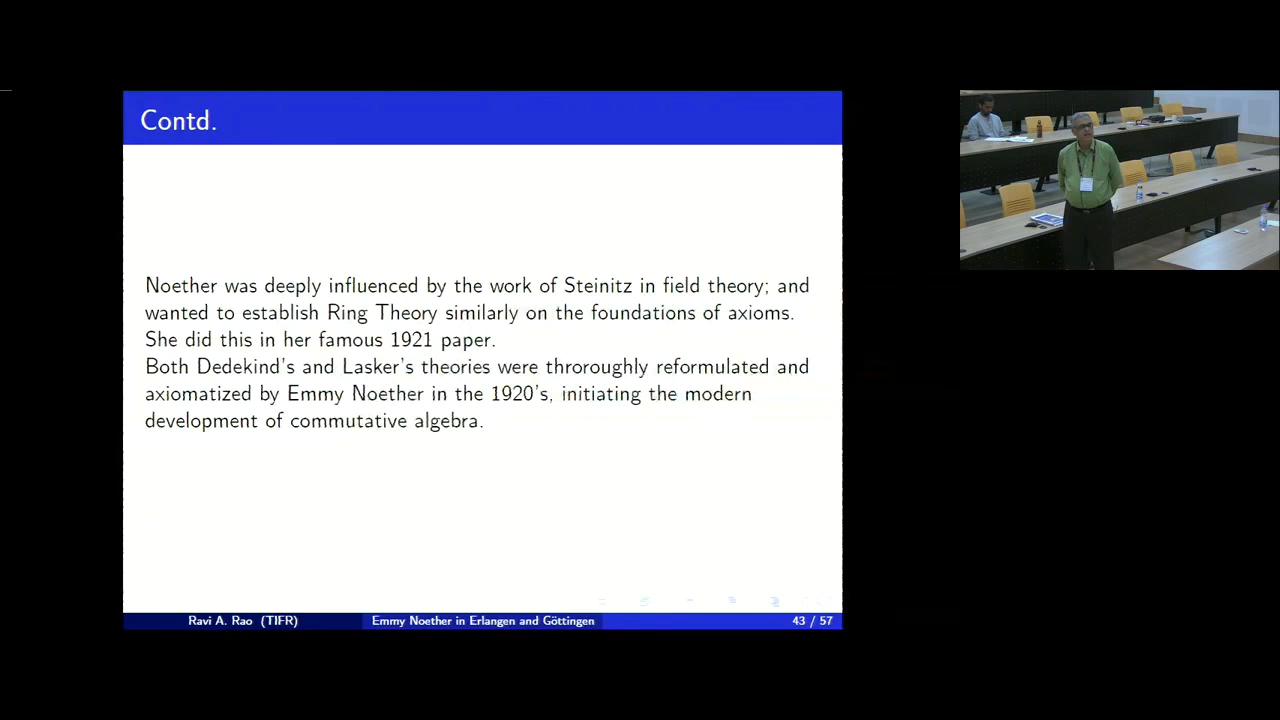 Contd.
Noether was deeply influenced by the work of Steinitz in field theory; and
wanted to establish Ring Theory similarly on the foundations of axioms.
She did this in her famous 1921 paper.
Both Dedekind's and Lasker's theories were throroughly reformulated and
axiomatized by Emmy Noether in the 1920's, initiating the modern
development of commutative algebra.
Ravi A. Rao (TIFR) Emmy Noether in Erlangen and Göttingen 43 / 57